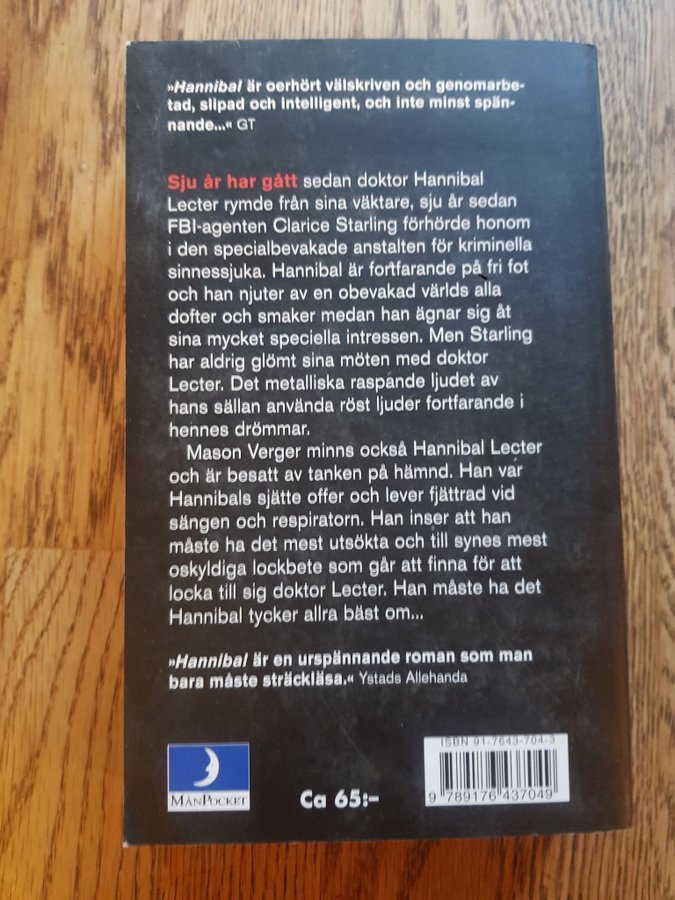 »Hannibal är oerhört välskriven och genomarbe-
tad, slipad och intelligent, och inte minst spän-
nande...« GT
Sju år har gått sedan doktor Hannibal
Lecter rymde från sina väktare, sju år sedan
FBI-agenten Clarice Starling förhörde honom
i den specialbevakade anstalten för kriminella
sinnessjuka. Hannibal är fortfarande på fri fot
och han njuter av en obevakad världs alla
dofter och smaker medan han ägnar sig åt
sina mycket speciella intressen. Men Starling
har aldrig glömt sina möten med doktor
Lecter. Det metalliska raspande ljudet av
hans sällan använda röst ljuder fortfarande i
hennes drömmar.
Mason Verger minns också Hannibal Lecter
och är besatt av tanken på hämnd. Han var
Hannibals sjätte offer och lever fjättrad vid
sängen och respiratorn. Han inser att han
måste ha det mest utsökta och till synes mest
oskyldiga lockbete som går att finna för att
locka till sig doktor Lecter. Han måste ha det
Hannibal tycker allra bäst om...
»Hannibal är en urspännande roman som man
bara måste sträckläsa.« Ystads Allehanda
MÅNPOCKET
Ca 65:-
ISBN 91-7643-704-3
9 789176 437049